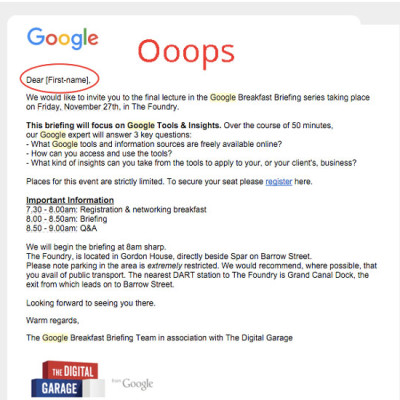 Google
Ooops
Dear [First-name],
We would like to invite you to the final lecture in the Google Breakfast Briefing series taking place
on Friday, November 27th, in The Foundry.
This briefing will focus on Google Tools & Insights. Over the course of 50 minutes,
our Google expert will answer 3 key questions:
- What Google tools and information sources are freely available online?
- How can you access and use the tools?
- What kind of insights can you take from the tools to apply to your, or your client's, business?
Places for this event are strictly limited. To secure your seat please register here.
Important Information
7.30 - 8.00am: Registration & networking breakfast
8.00 - 8.50am: Briefing
8.50 - 9.00am: Q&A
We will begin the briefing at 8am sharp.
The Foundry, is located in Gordon House, directly beside Spar on Barrow Street.
Please note parking in the area is extremely restricted. We would recommend, where possible, that
you avail of public transport. The nearest DART station to The Foundry is Grand Canal Dock, the
exit from which leads on to Barrow Street.
Looking forward to seeing you there.
Warm regards,
The Google Breakfast Briefing Team in association with The Digital Garage
THE DIGITAL
GARAGE
from Google